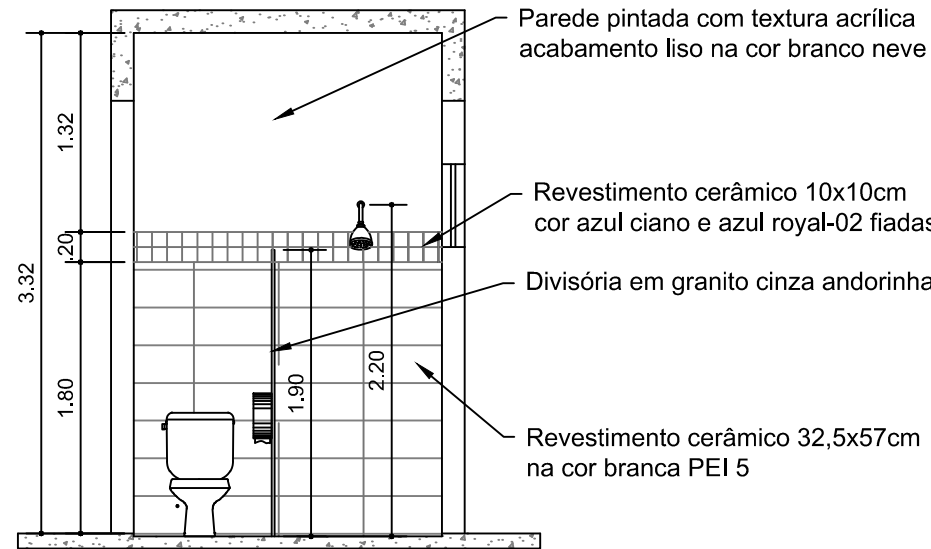 Parede pintada com textura acrílica
acabamento liso na cor branco neve
1.32
Revestimento cerâmico 10x10cm
cor azul ciano e azul royal-02 fiadas
.20
3.32
Divisória em granito cinza andorinha
1.80
1.90
2.20
Revestimento cerâmico 32,5x57cm
na cor branca PEI 5